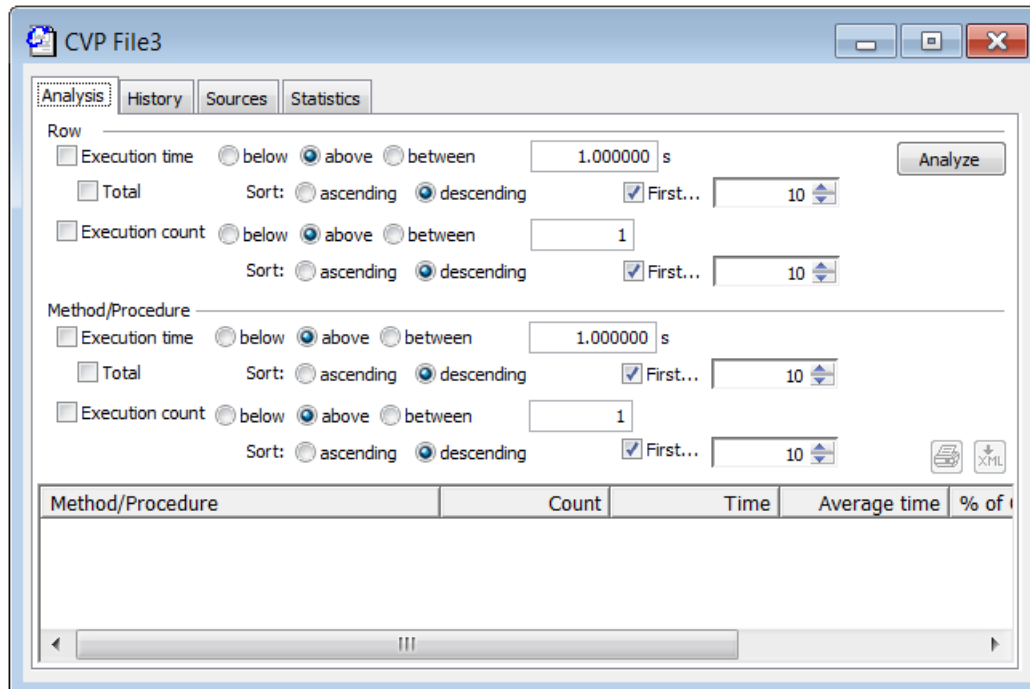 CVP File3
Analysis History Sources Statistics
Row
Execution time below above between 1.000000 s Analyze
Total Sort: ascending descending First... 10
Execution count below above between 1
Sort: ascending descending First... 10
Method/Procedure
Execution time below above between 1.000000 s
Total Sort: ascending descending First... 10
Execution count below above between 1
Sort: ascending descending First... 10 XML
Method/Procedure Count Time Average time % of